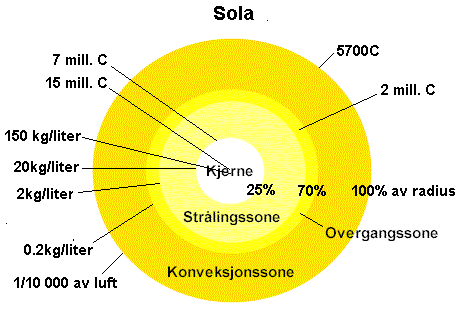 Sola
5700C
7 mill. C
15 mill. C
2 mill. C
150 kg/liter
20kg/liter
2kg/liter
Kjerne
25% 70% 100% av radius
Strålingssone
Overgangssone
0.2kg/liter
Konveksjonssone
1/10 000 av luft